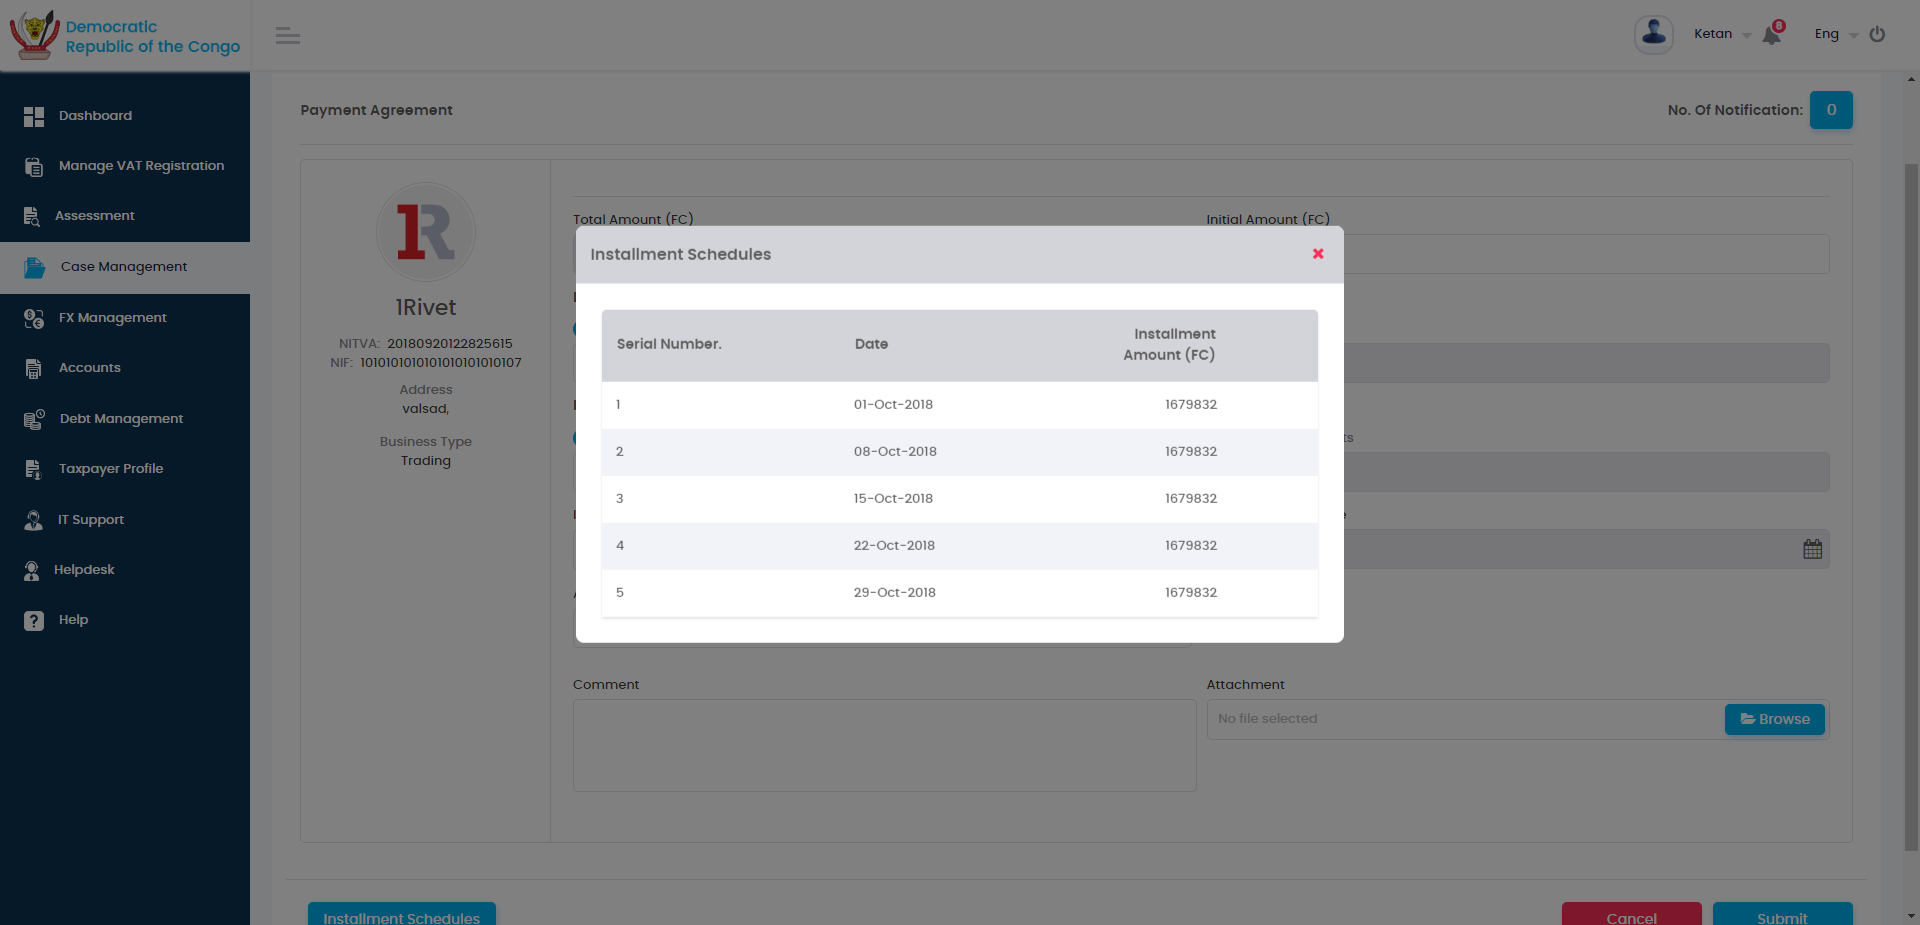 Democratic
Republic of the Congo
Ketan
8
Eng
Dashboard
Manage VAT Registration
Assessment
Case Management
FX Management
Accounts
Debt Management
Taxpayer Profile
IT Support
Helpdesk
Help
Payment Agreement
No. Of Notification: 0
1R
1Rivet
NITVA: 20180920122825615
NIF: 1010101010101010101010107
Address
valsad,
Business Type
Trading
Total Amount (FC)
Initial Amount (FC)
Installment Schedules
Serial Number. Date Installment Amount (FC)
1 01-Oct-2018 1679832
2 08-Oct-2018 1679832
3 15-Oct-2018 1679832
4 22-Oct-2018 1679832
5 29-Oct-2018 1679832
Comment
Attachment
No file selected
Browse
Installment Schedules
Cancel
Submit